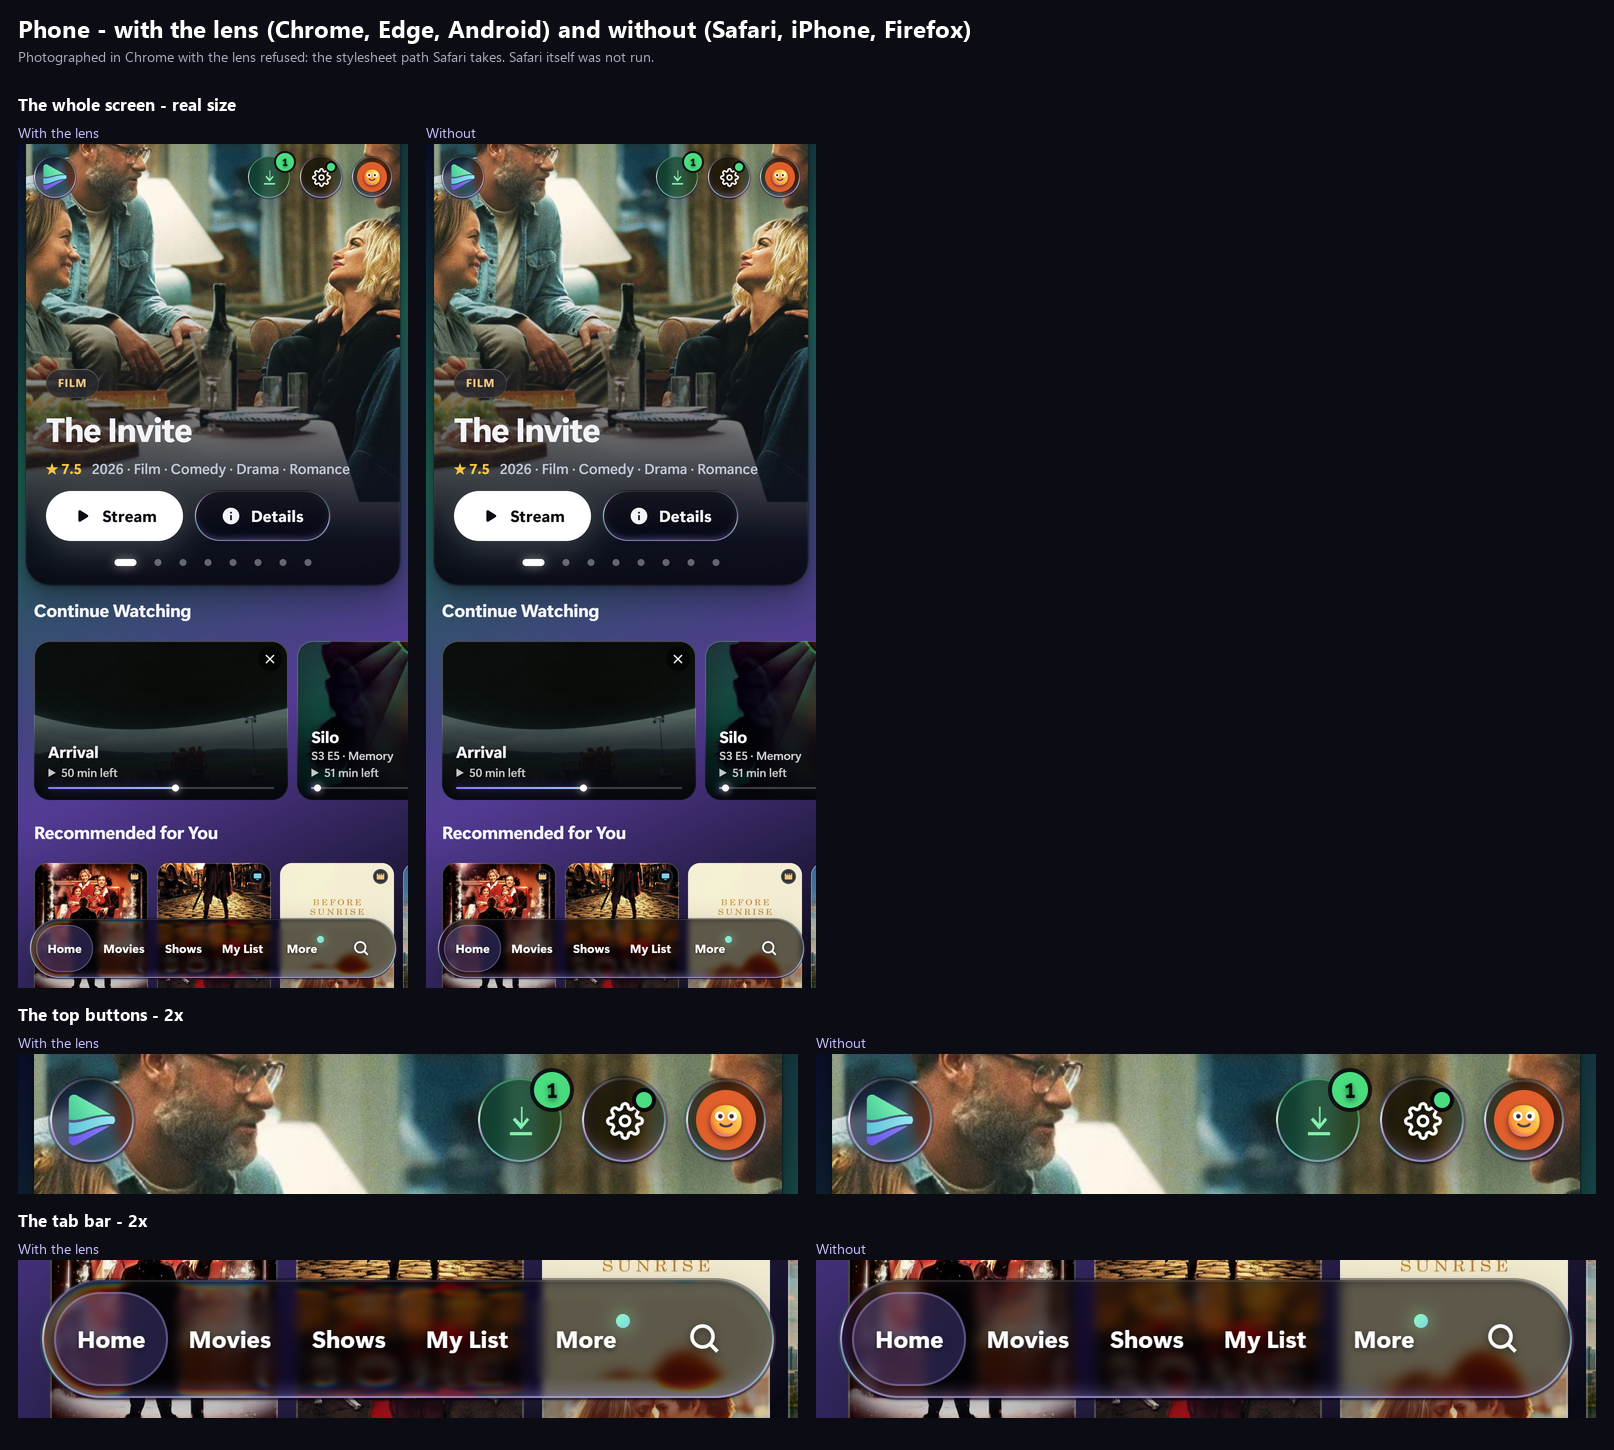 Phone - with the lens (Chrome, Edge, Android) and without (Safari, iPhone, Firefox)
Photographed in Chrome with the lens refused: the stylesheet path Safari takes. Safari itself was not run.
The whole screen - real size
With the lens
Without
1
FILM
The Invite
★ 7.5 2026 · Film · Comedy · Drama · Romance
Stream
Details
Continue Watching
Arrival
50 min left
Silo
S3 E5 · Memory
51 min left
Recommended for You
BEFORE
SUNRISE
Home Movies Shows My List More
1
FILM
The Invite
★ 7.5 2026 · Film · Comedy · Drama · Romance
Stream
Details
Continue Watching
Arrival
50 min left
Silo
S3 E5 · Memory
51 min left
Recommended for You
BEFORE
SUNRISE
Home Movies Shows My List More
The top buttons - 2x
With the lens
Without
1
1
The tab bar - 2x
With the lens
Without
SUNRISE
Home Movies Shows My List More
SUNRISE
Home Movies Shows My List More